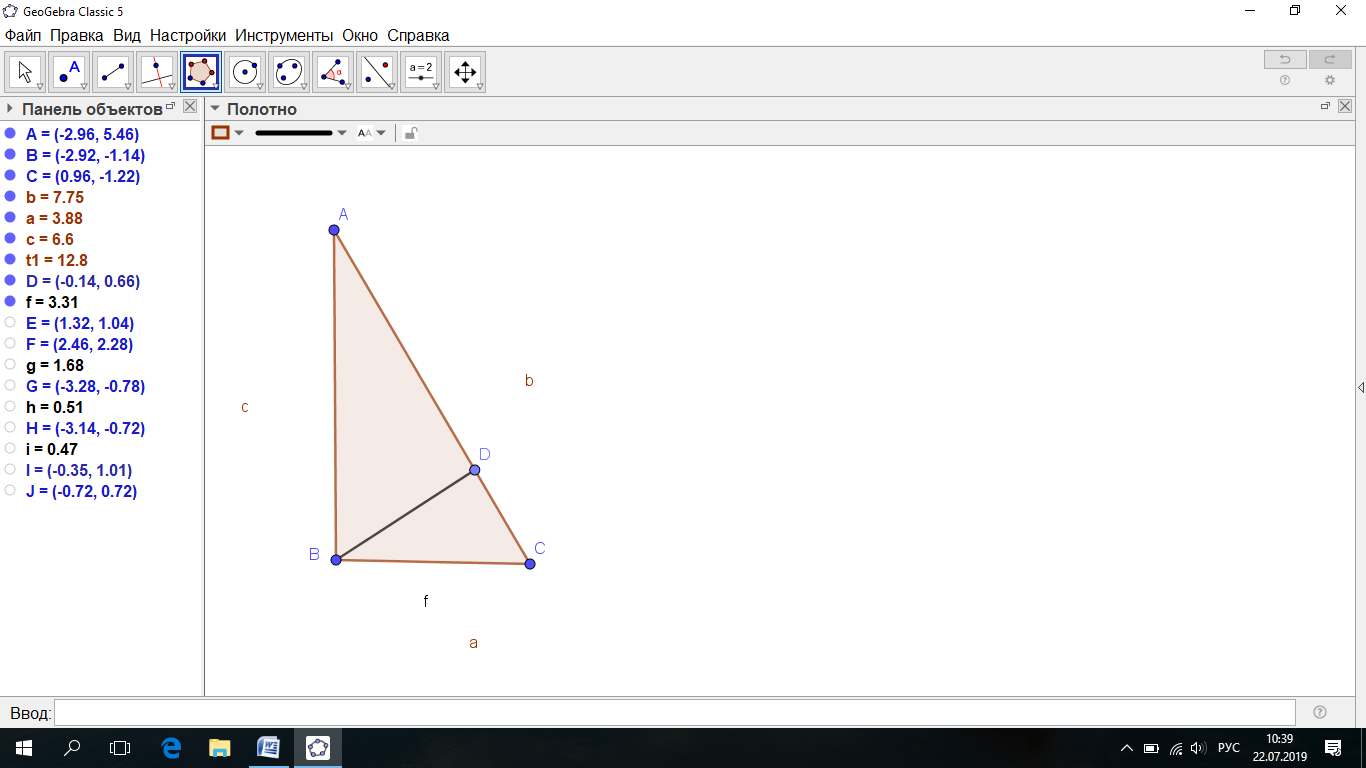 GeoGebra Classic 5
Файл Правка Вид Настройки Инструменты Окно Справка
A
α
a = 2
Панель объектов
Полотно
AA
A = (-2.96, 5.46)
B = (-2.92, -1.14)
C = (0.96, -1.22)
b = 7.75
a = 3.88
c = 6.6
t1 = 12.8
D = (-0.14, 0.66)
f = 3.31
E = (1.32, 1.04)
F = (2.46, 2.28)
g = 1.68
G = (-3.28, -0.78)
h = 0.51
H = (-3.14, -0.72)
i = 0.47
I = (-0.35, 1.01)
J = (-0.72, 0.72)
A
b
c
D
B
C
f
a
Ввод:
РУС
10:39
22.07.2019